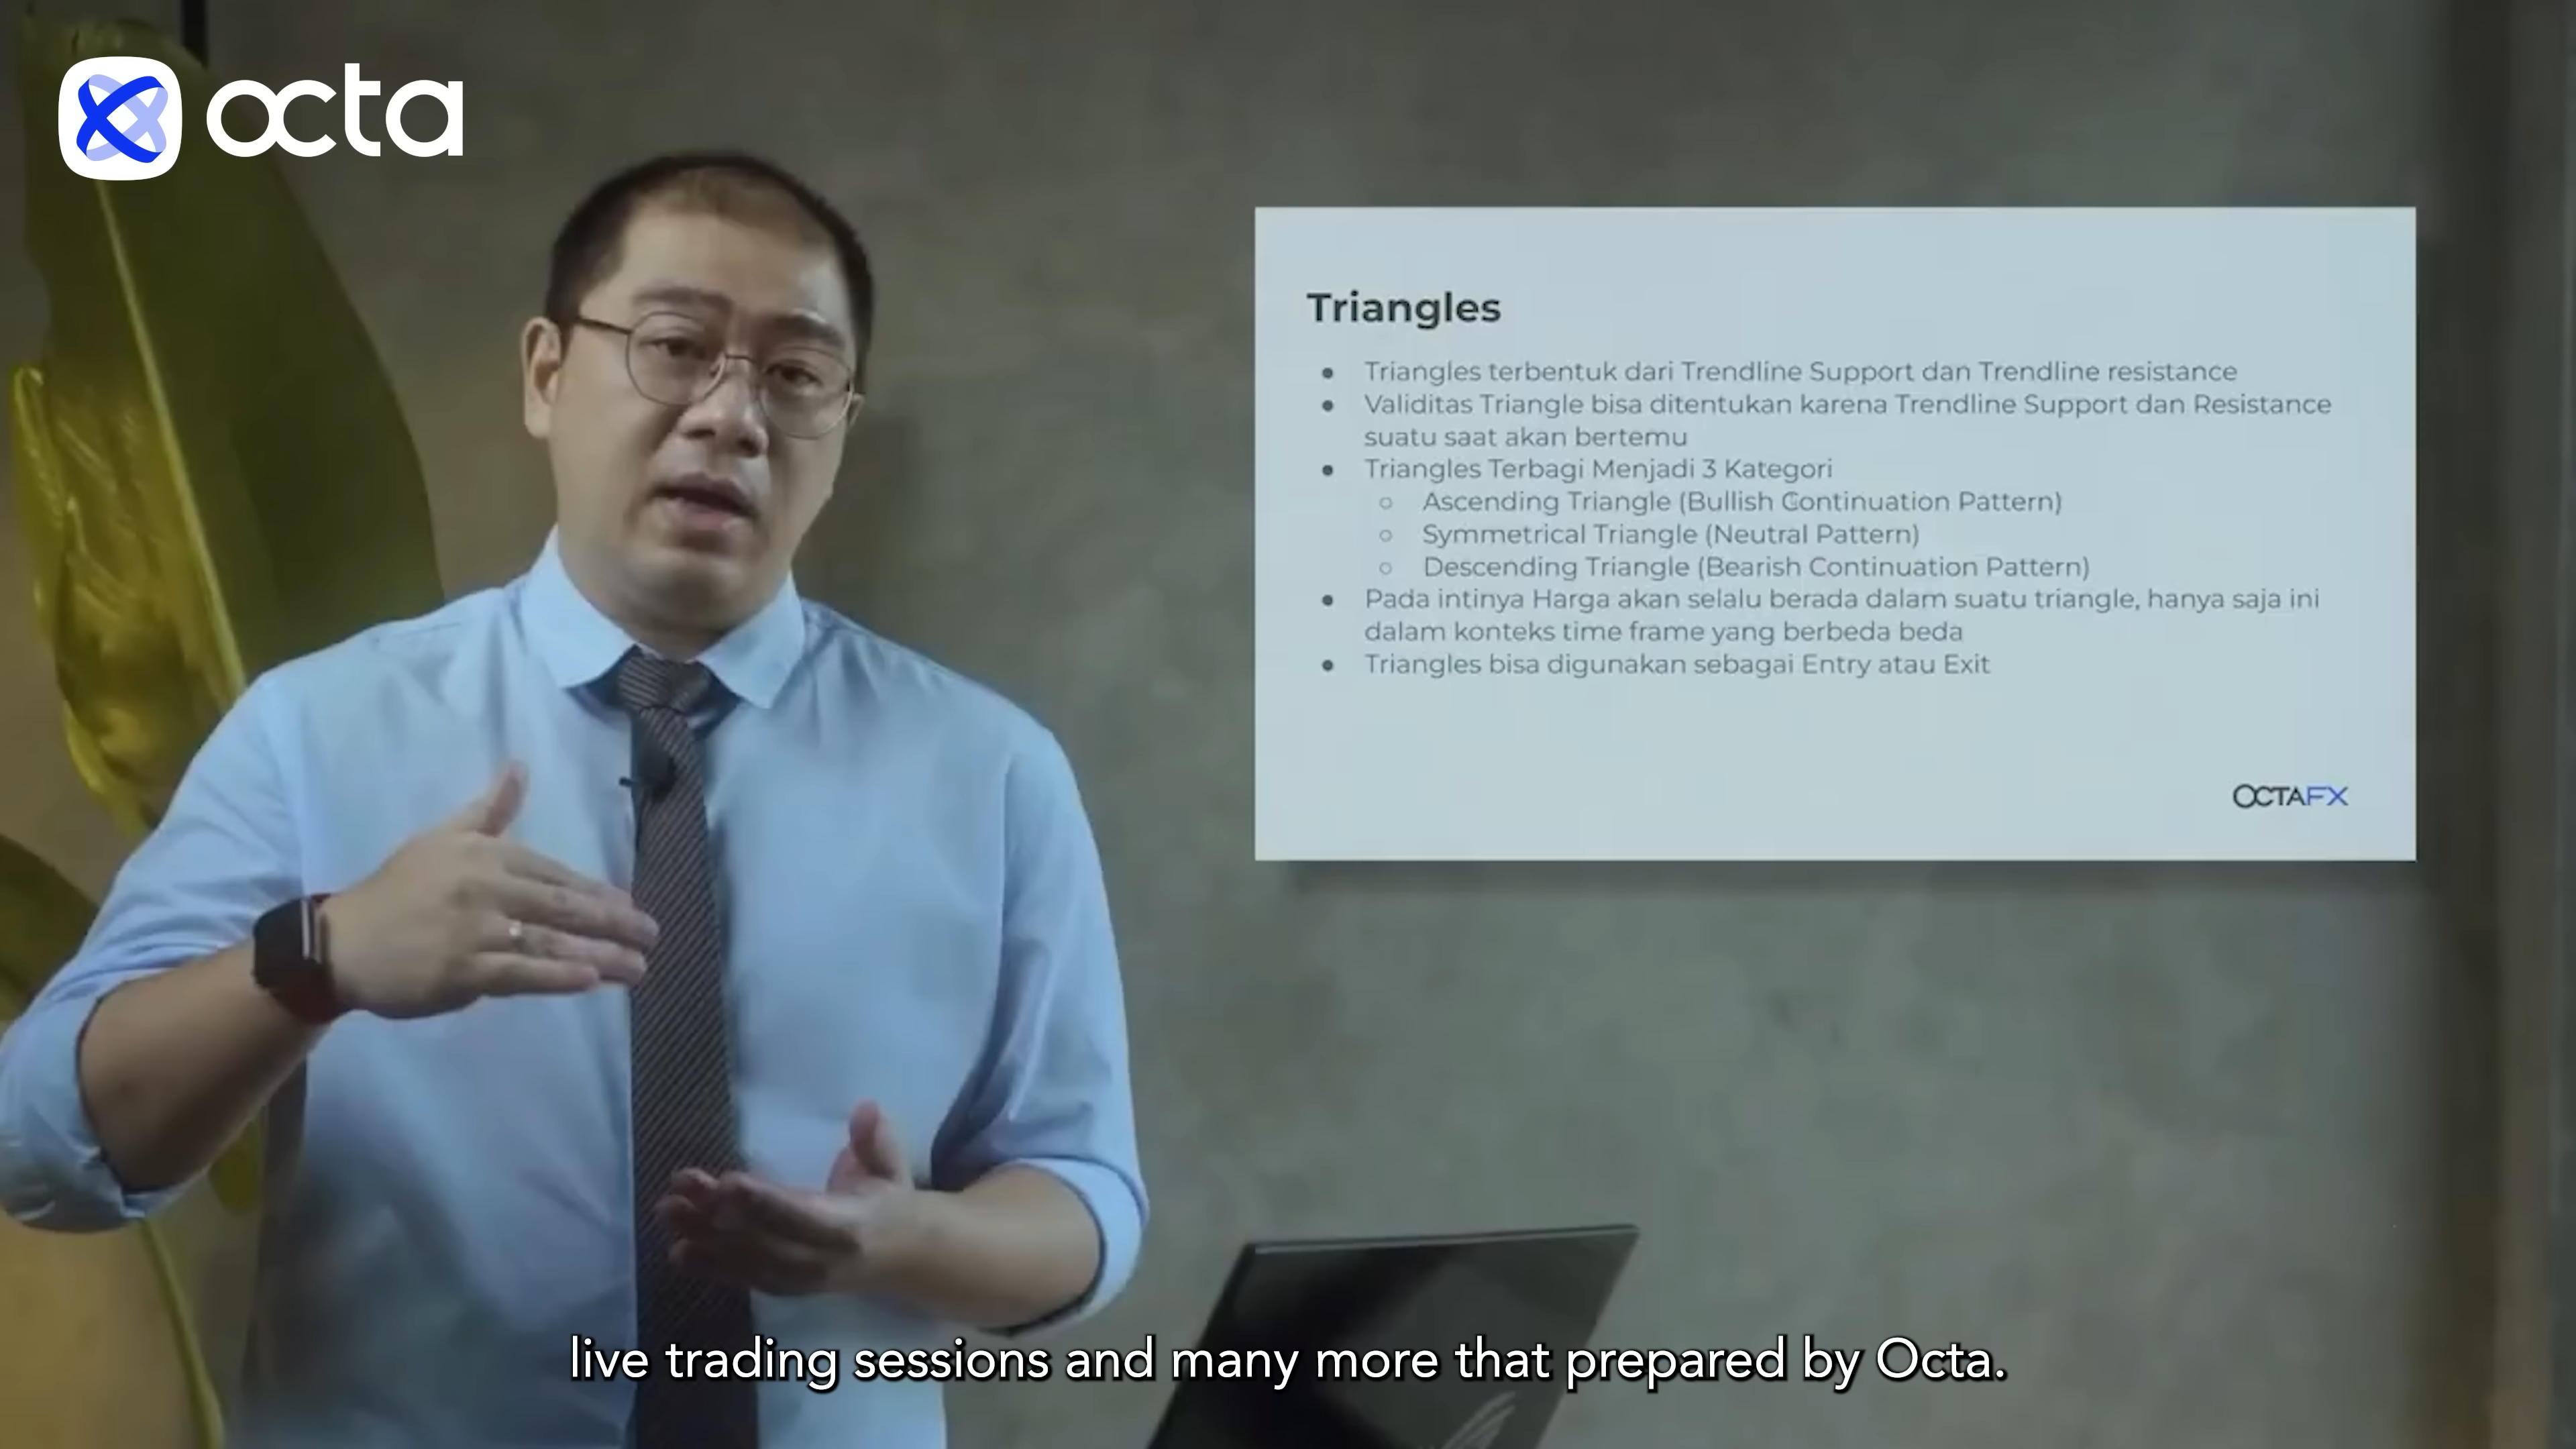 octa
Triangles
● Triangles terbentuk dari Trendline Support dan Trendline resistance
● Validitas Triangle bisa ditentukan karena Trendline Support dan Resistance
suatu saat akan bertemu
● Triangles Terbagi Menjadi 3 Kategori
○ Ascending Triangle (Bullish Continuation Pattern)
○ Symmetrical Triangle (Neutral Pattern)
○ Descending Triangle (Bearish Continuation Pattern)
● Pada intinya Harga akan selalu berada dalam suatu triangle, hanya saja ini
dalam konteks time frame yang berbeda beda
● Triangles bisa digunakan sebagai Entry atau Exit
OCTAFX
live trading sessions and many more that prepared by Octa.